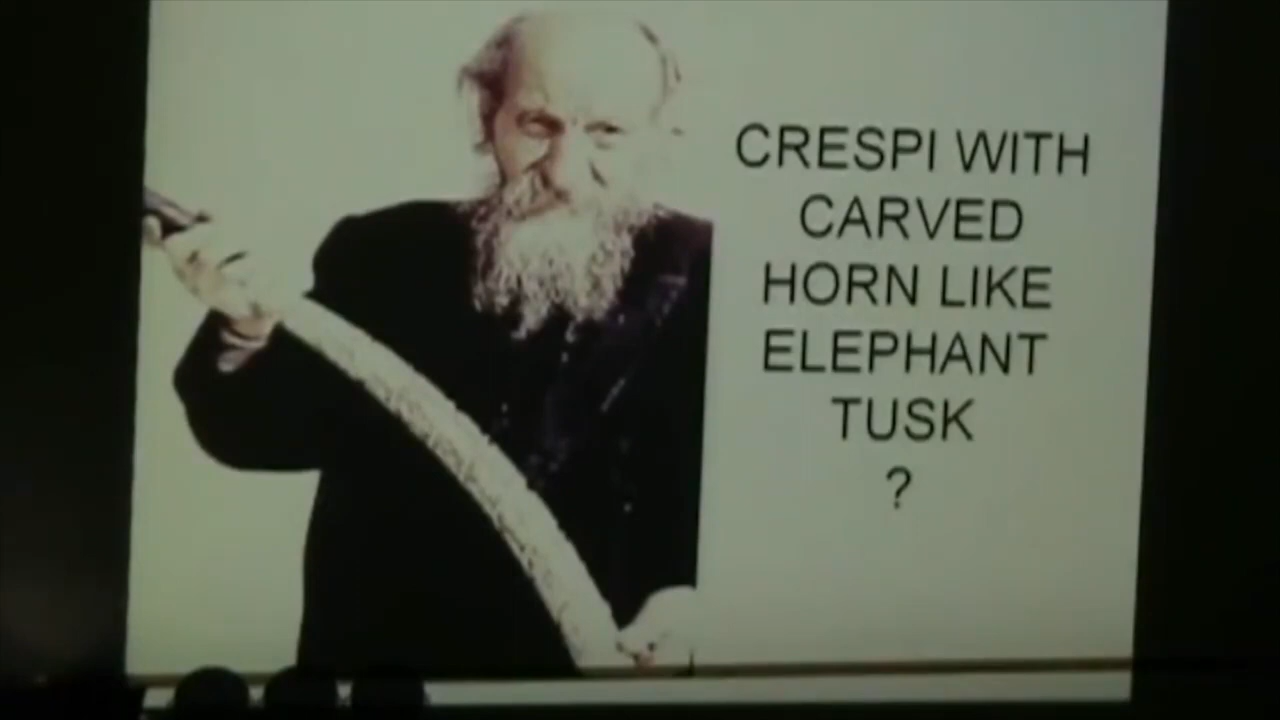 CRESPI WITH
CARVED
HORN LIKE
ELEPHANT
TUSK
?